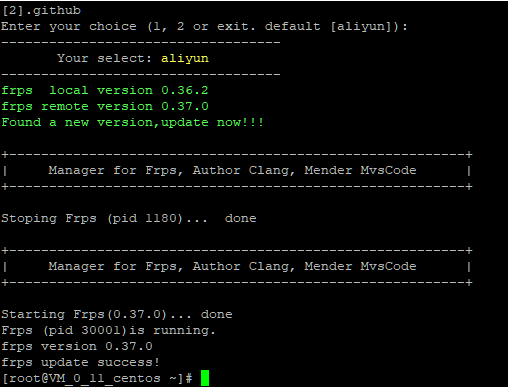 [2].github
Enter your choice (1, 2 or exit. default [aliyun]):
---------------------------------
       Your select: aliyun
---------------------------------
frps  local version 0.36.2
frps remote version 0.37.0
Found a new version,update now!!!
+---------------------------------------------------------+
|     Manager for Frps, Author Clang, Mender MvsCode      |
+---------------------------------------------------------+
Stoping Frps (pid 1180)...  done
+---------------------------------------------------------+
|     Manager for Frps, Author Clang, Mender MvsCode      |
+---------------------------------------------------------+
Starting Frps(0.37.0)... done
Frps (pid 30001)is running.
frps version 0.37.0
frps update success!
[root@VM_0_11_centos ~]#